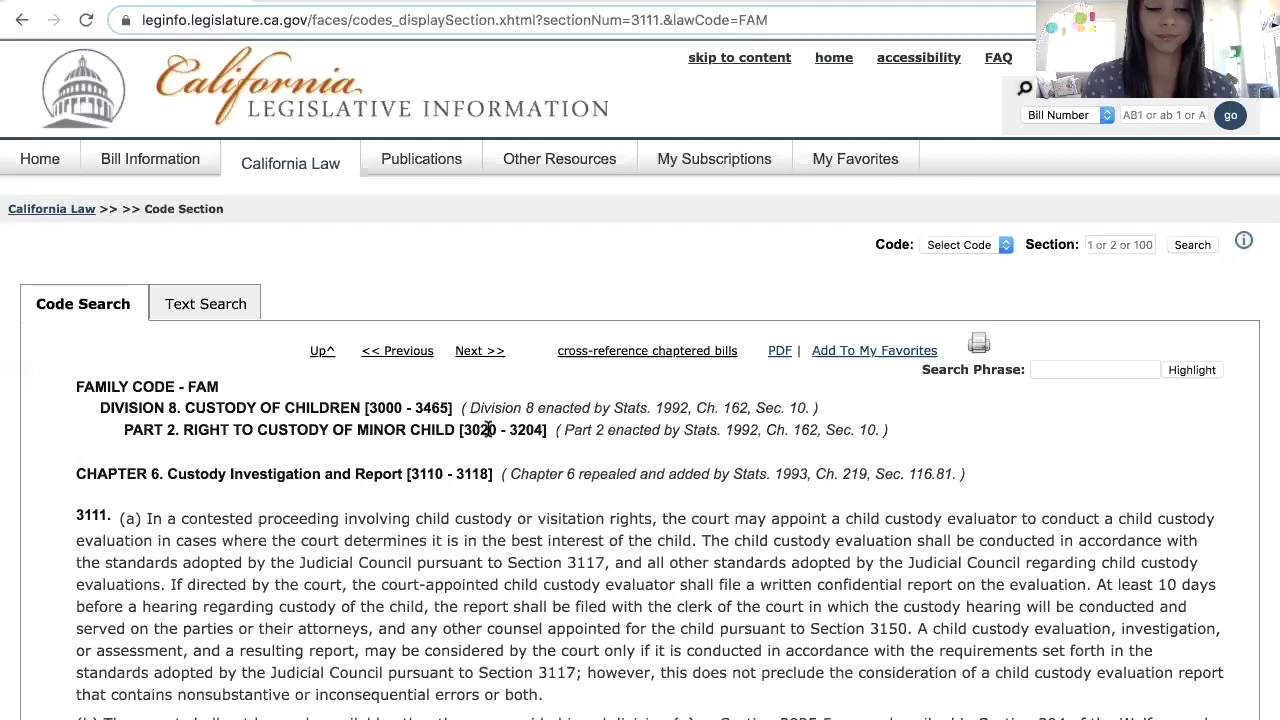 leginfo.legislature.ca.gov/faces/codes_displaySection.xhtml?sectionNum=3111.&lawCode=FAM
skip to content home accessibility FAQ
California
LEGISLATIVE INFORMATION
Bill Number AB1 or ab 1 or A go
Home Bill Information California Law Publications Other Resources My Subscriptions My Favorites
California Law >> >> Code Section
Code: Select Code Section: 1 or 2 or 100 Search
Code Search Text Search
Up^ << Previous Next >> cross-reference chaptered bills PDF | Add To My Favorites
Search Phrase: Highlight
FAMILY CODE - FAM
DIVISION 8. CUSTODY OF CHILDREN [3000 - 3465] ( Division 8 enacted by Stats. 1992, Ch. 162, Sec. 10. )
PART 2. RIGHT TO CUSTODY OF MINOR CHILD [3020 - 3204] ( Part 2 enacted by Stats. 1992, Ch. 162, Sec. 10. )
CHAPTER 6. Custody Investigation and Report [3110 - 3118] ( Chapter 6 repealed and added by Stats. 1993, Ch. 219, Sec. 116.81. )
3111. (a) In a contested proceeding involving child custody or visitation rights, the court may appoint a child custody evaluator to conduct a child custody
evaluation in cases where the court determines it is in the best interest of the child. The child custody evaluation shall be conducted in accordance with
the standards adopted by the Judicial Council pursuant to Section 3117, and all other standards adopted by the Judicial Council regarding child custody
evaluations. If directed by the court, the court-appointed child custody evaluator shall file a written confidential report on the evaluation. At least 10 days
before a hearing regarding custody of the child, the report shall be filed with the clerk of the court in which the custody hearing will be conducted and
served on the parties or their attorneys, and any other counsel appointed for the child pursuant to Section 3150. A child custody evaluation, investigation,
or assessment, and a resulting report, may be considered by the court only if it is conducted in accordance with the requirements set forth in the
standards adopted by the Judicial Council pursuant to Section 3117; however, this does not preclude the consideration of a child custody evaluation report
that contains nonsubstantive or inconsequential errors or both.